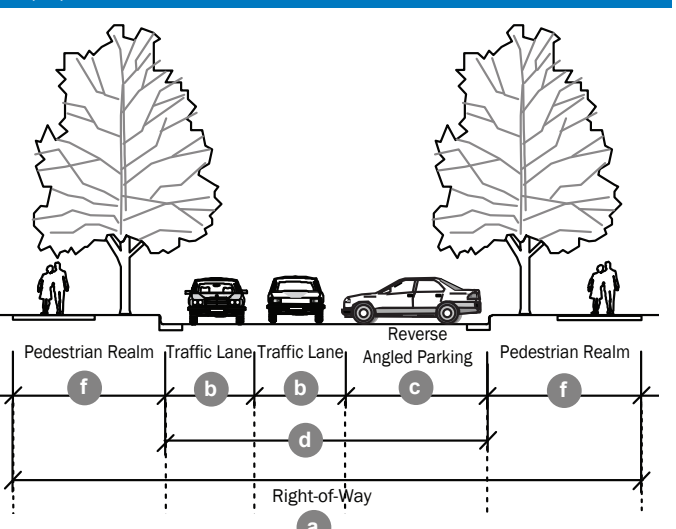 Reverse
Pedestrian Realm Traffic Lane Traffic Lane Angled Parking Pedestrian Realm
f b b c f
d
Right-of-Way
a